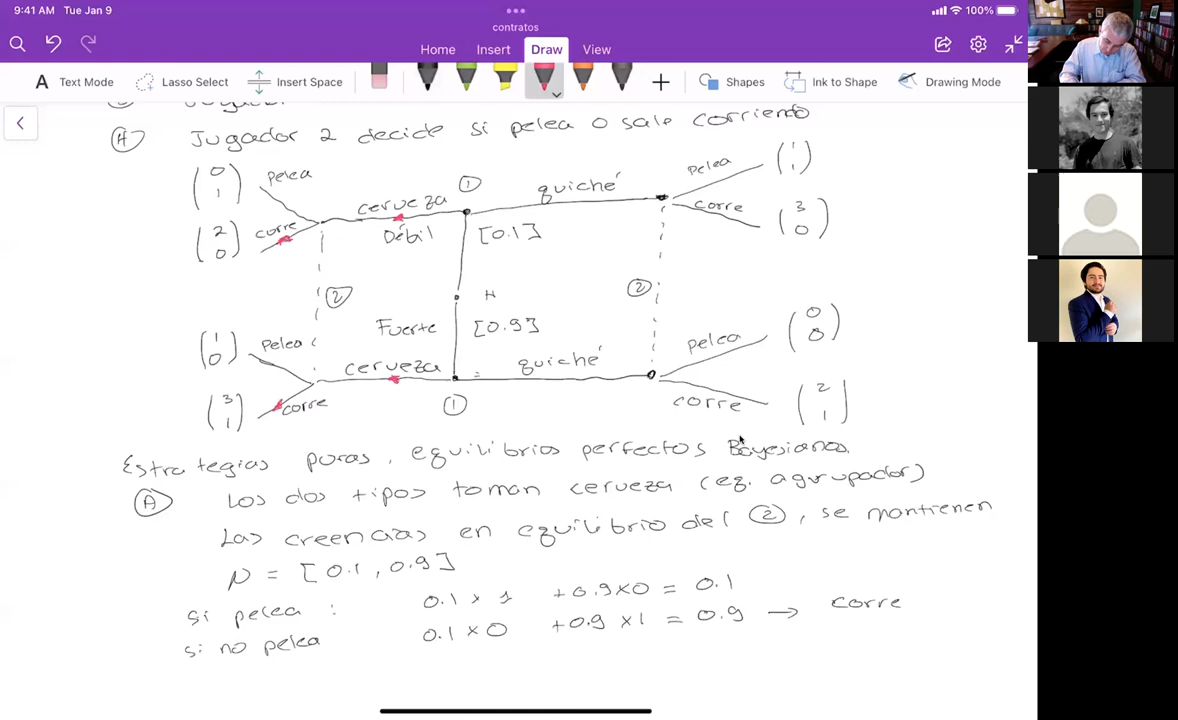 9:41 AM Tue Jan 9
100%
contratos
Home Insert Draw View
A Text Mode Lasso Select Insert Space Shapes Ink to Shape Drawing Mode
(A) Jugador 2 decide si pelea o sale corriendo
(0 1) pelea cerveza (1) quiché pelea (1 1)
(2 0) corre Débil [0.1] corre (3 0)
(2) N (2)
Fuerte [0.9]
(1 0) pelea cerveza quiché pelea (0 0)
(3 1) corre (1) corre (2 1)
Estrategias puras, equilibrios perfectos Bayesianos.
(A) Los dos tipos toman cerveza (eq. agrupador)
Las creencias en equilibrio del (2), se mantienen
μ = [0.1, 0.9]
si pelea : 0.1 x 1 + 0.9 x 0 = 0.1
si no pelea 0.1 x 0 + 0.9 x 1 = 0.9 → corre